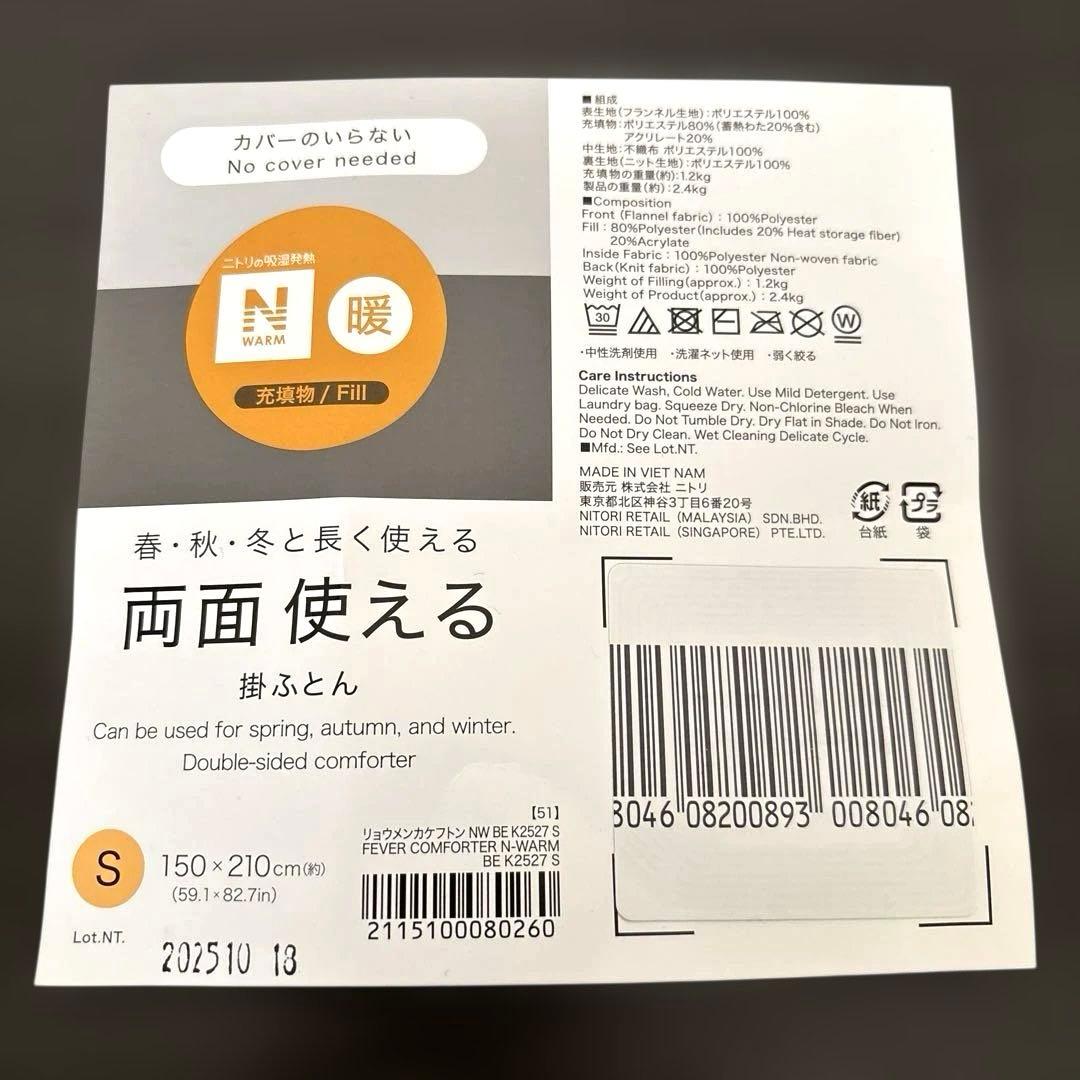 カバーのいらない
No cover needed
ニトリの吸湿発熱
N
WARM
暖
充填物 / Fill
春・秋・冬と長く使える
両面 使える
掛ふとん
Can be used for spring, autumn, and winter.
Double-sided comforter
S
150×210cm(約)
(59.1×82.7in)
Lot.NT.
202510 18
【51】
リョウメンカケフトン NW BE K2527 S
FEVER COMFORTER N-WARM
BE K2527 S
2115100080260
■組成
表生地(フランネル生地):ポリエステル100%
充填物:ポリエステル80%(蓄熱わた20%含む)
アクリレート20%
中生地:不織布 ポリエステル100%
裏生地(ニット生地):ポリエステル100%
充填物の重量(約):1.2kg
製品の重量(約):2.4kg
■Composition
Front (Flannel fabric) : 100%Polyester
Fill : 80%Polyester(Includes 20% Heat storage fiber)
20%Acrylate
Inside Fabric : 100%Polyester Non-woven fabric
Back(Knit fabric) : 100%Polyester
Weight of Filling(approx.) : 1.2kg
Weight of Product(approx.) : 2.4kg
30
W
・中性洗剤使用 ・洗濯ネット使用 ・弱く絞る
Care Instructions
Delicate Wash, Cold Water. Use Mild Detergent. Use
Laundry bag. Squeeze Dry. Non-Chlorine Bleach When
Needed. Do Not Tumble Dry. Dry Flat in Shade. Do Not Iron.
Do Not Dry Clean. Wet Cleaning Delicate Cycle.
■Mfd.: See Lot.NT.
MADE IN VIET NAM
販売元 株式会社 ニトリ
東京都北区神谷3丁目6番20号
NITORI RETAIL (MALAYSIA) SDN.BHD.
NITORI RETAIL (SINGAPORE) PTE.LTD.
紙
台紙
プラ
袋
8046 08200893 008046 082